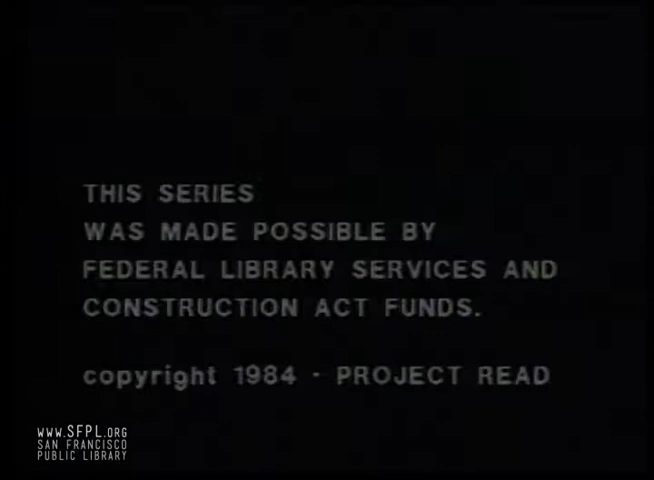 THIS SERIES
WAS MADE POSSIBLE BY
FEDERAL LIBRARY SERVICES AND
CONSTRUCTION ACT FUNDS.
copyright 1984 · PROJECT READ
www.SFPL.ORG
SAN FRANCISCO
PUBLIC LIBRARY